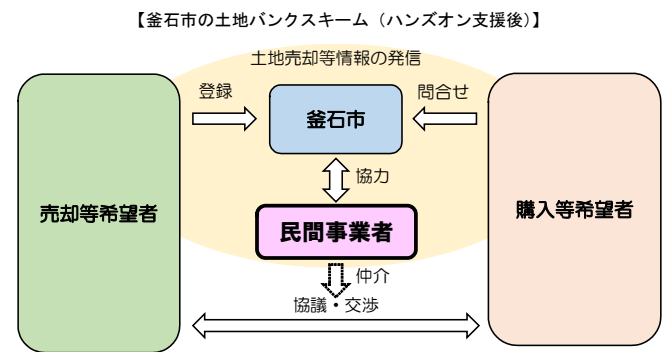 【釜石市の土地バンクスキーム（ハンズオン支援後）】
土地売却等情報の発信
登録
問合せ
釜石市
協力
売却等希望者
購入等希望者
民間事業者
仲介
協議・交渉